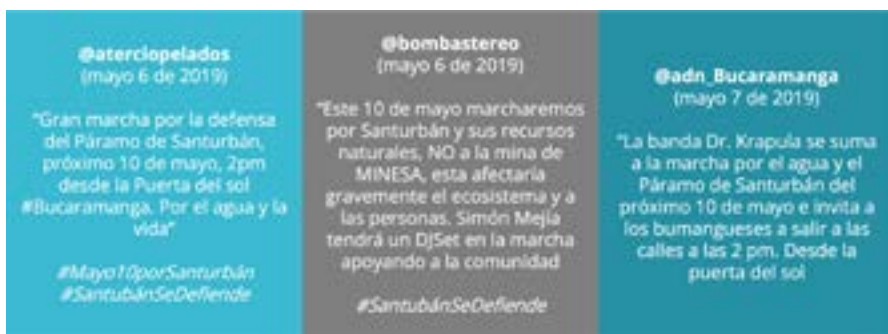 @aterciopelados
(mayo 6 de 2019)
"Gran marcha por la defensa
del Páramo de Santurbán,
próximo 10 de mayo, 2pm
desde la Puerta del sol
#Bucaramanga. Por el agua y la
vida"
#Mayo10porSanturbán
#SantubánSeDefiende
@bombastereo
(mayo 6 de 2019)
"Este 10 de mayo marcharemos
por Santurbán y sus recursos
naturales, NO a la mina de
MINESA, esta afectaría
gravemente el ecosistema y a
las personas. Simón Mejía
tendrá un DJSet en la marcha
apoyando a la comunidad
#SantubánSeDefiende
@adn_Bucaramanga
(mayo 7 de 2019)
"La banda Dr. Krapula se suma
a la marcha por el agua y el
Páramo de Santurbán del
próximo 10 de mayo e invita a
los bumangueses a salir a las
calles a las 2 pm. Desde la
puerta del sol